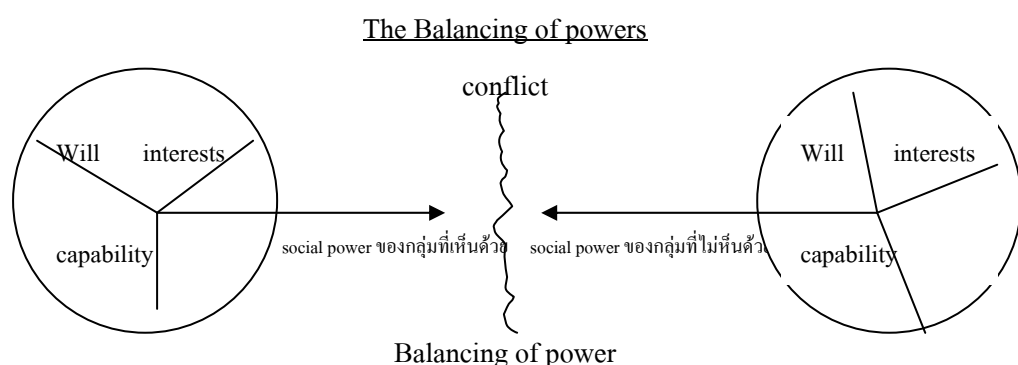 The Balancing of powers
conflict
Will interests
capability
social power ของกลุ่มที่เห็นด้วย
social power ของกลุ่มที่ไม่เห็นด้วย
Will interests
capability
Balancing of power